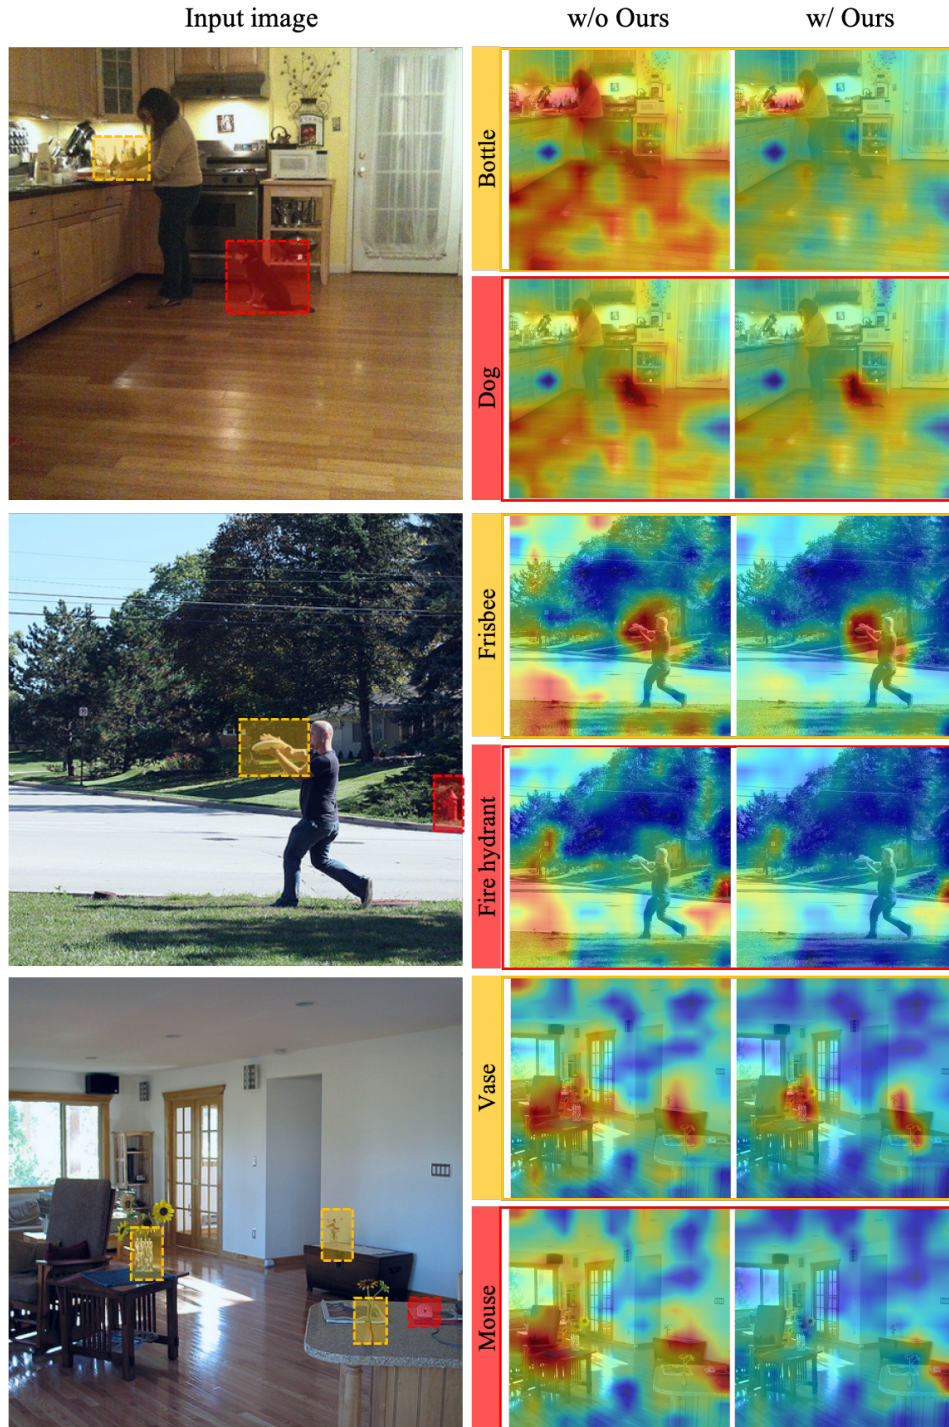 Input image
w/o Ours
w/ Ours
Bottle
Dog
Frisbee
Fire hydrant
Vase
Mouse